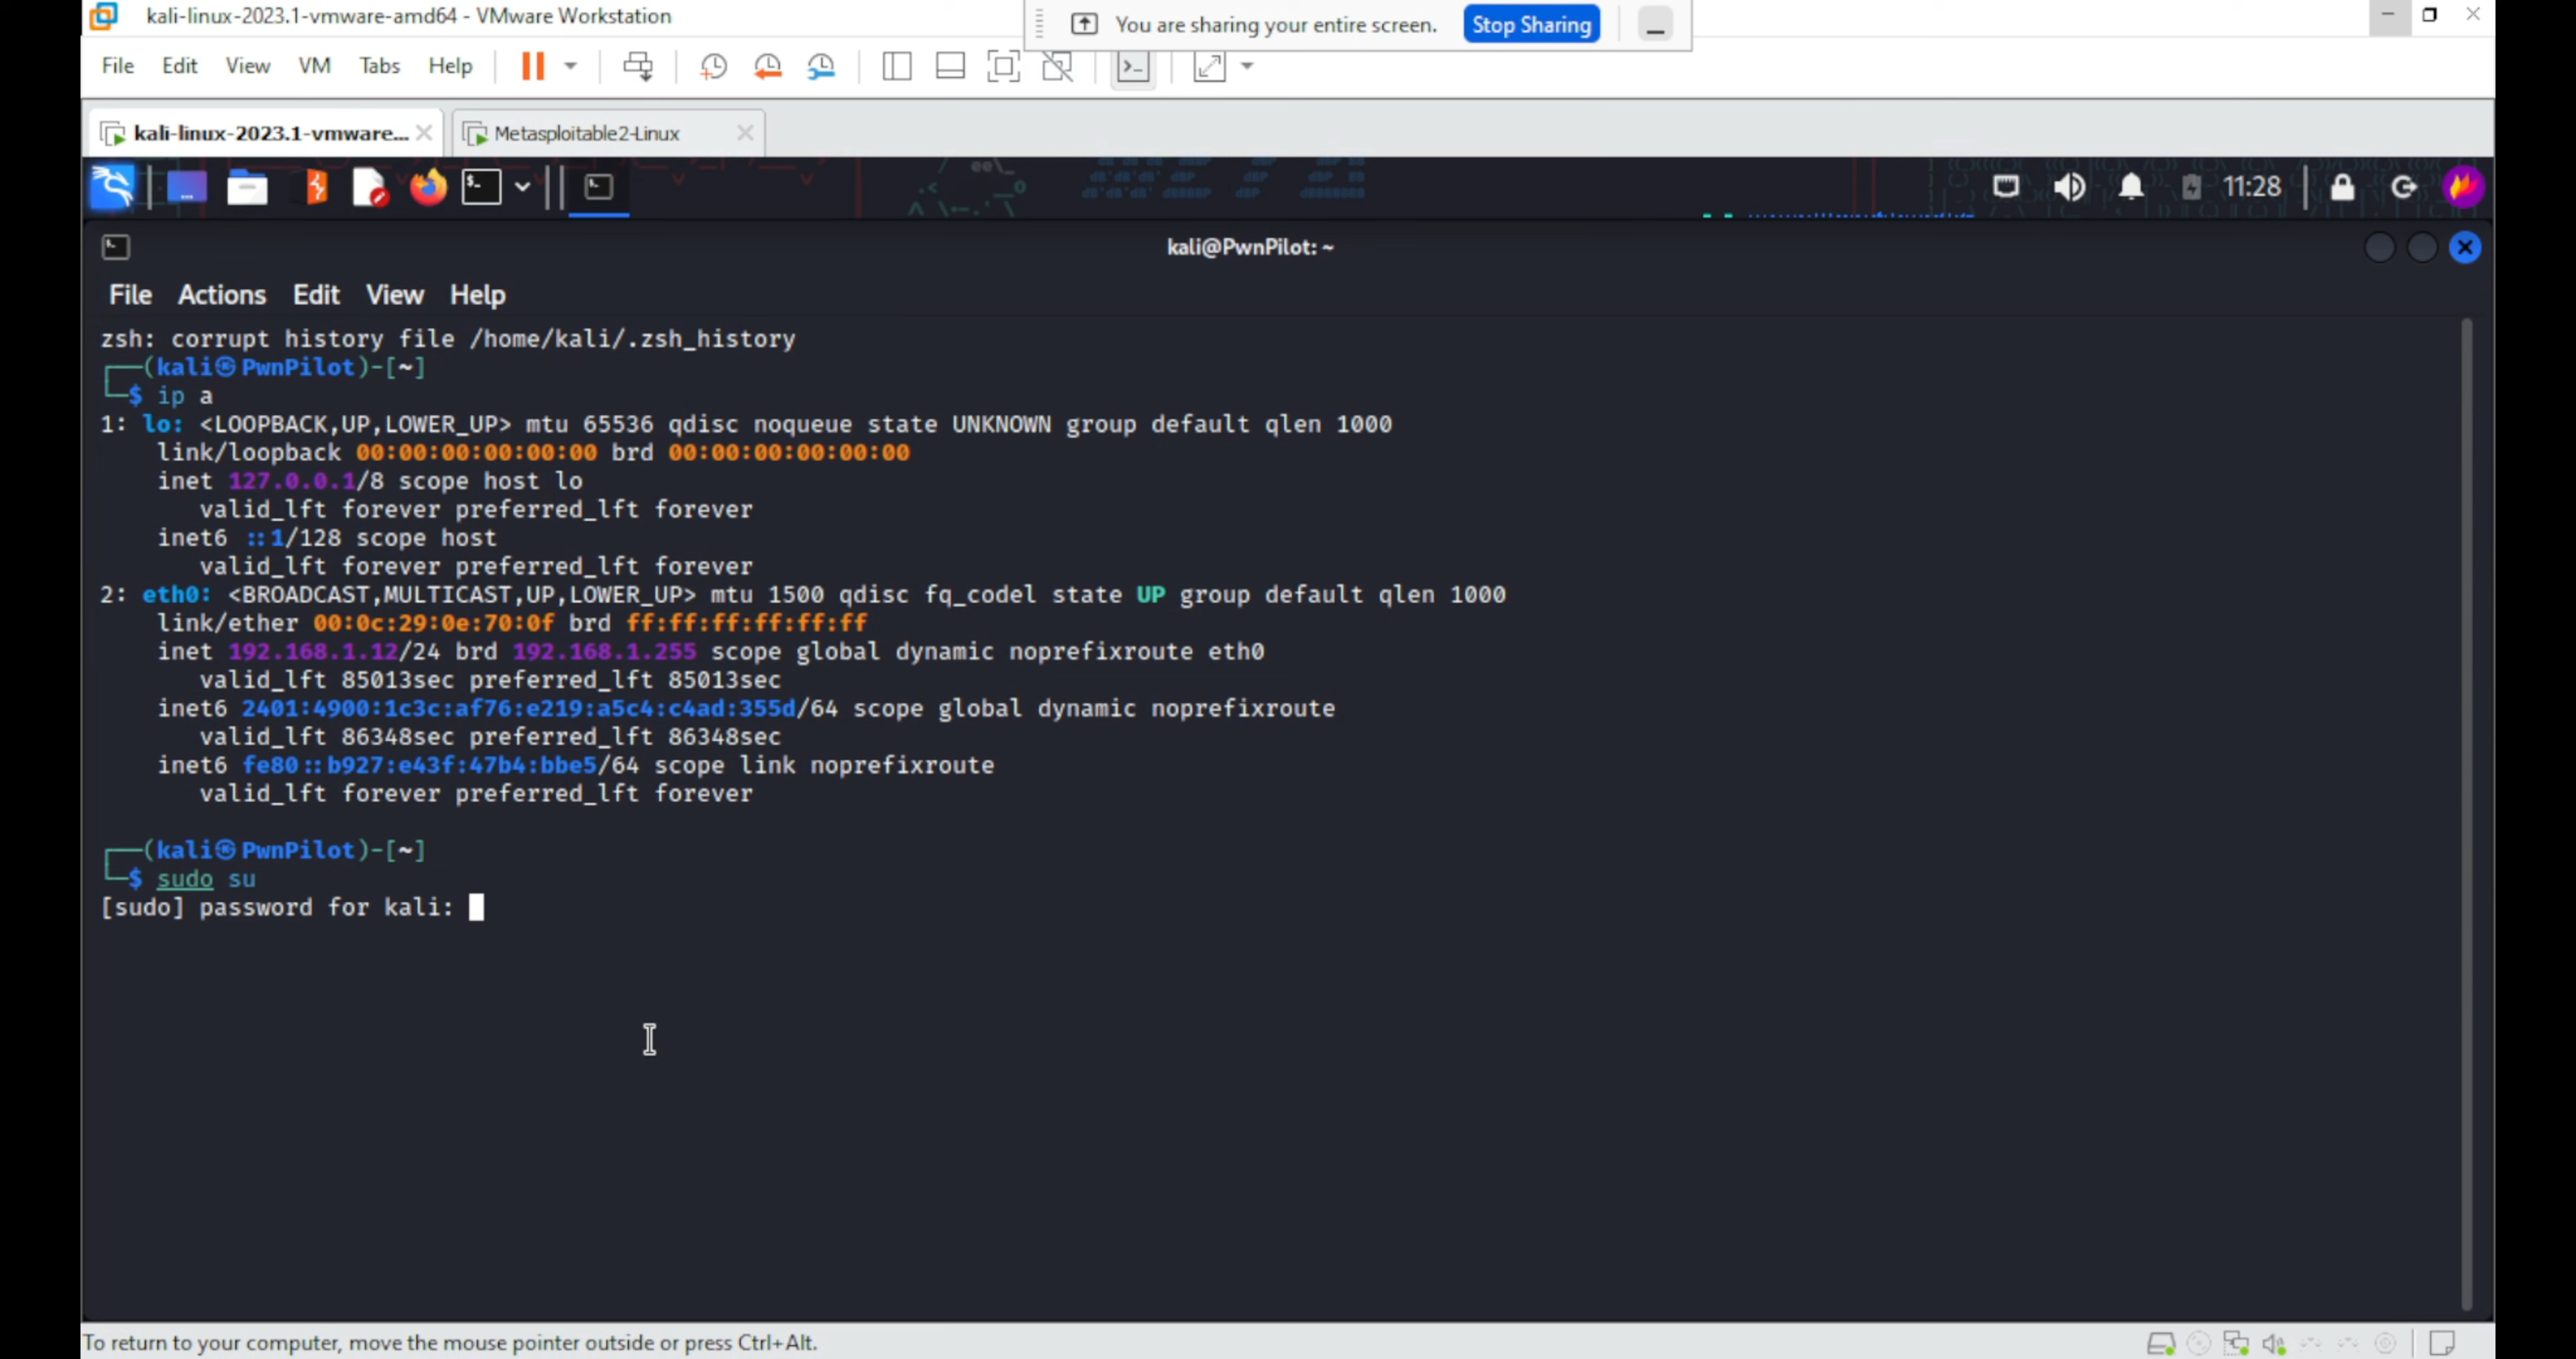 kali-linux-2023.1-vmware-amd64 - VMware Workstation
You are sharing your entire screen. Stop Sharing
File Edit View VM Tabs Help
kali-linux-2023.1-vmware... Metasploitable2-Linux
11:28
kali@PwnPilot: ~
File Actions Edit View Help
zsh: corrupt history file /home/kali/.zsh_history
┌──(kali㉿PwnPilot)-[~]
└─$ ip a
1: lo: <LOOPBACK,UP,LOWER_UP> mtu 65536 qdisc noqueue state UNKNOWN group default qlen 1000
link/loopback 00:00:00:00:00:00 brd 00:00:00:00:00:00
inet 127.0.0.1/8 scope host lo
valid_lft forever preferred_lft forever
inet6 ::1/128 scope host
valid_lft forever preferred_lft forever
2: eth0: <BROADCAST,MULTICAST,UP,LOWER_UP> mtu 1500 qdisc fq_codel state UP group default qlen 1000
link/ether 00:0c:29:0e:70:0f brd ff:ff:ff:ff:ff:ff
inet 192.168.1.12/24 brd 192.168.1.255 scope global dynamic noprefixroute eth0
valid_lft 85013sec preferred_lft 85013sec
inet6 2401:4900:1c3c:af76:e219:a5c4:c4ad:355d/64 scope global dynamic noprefixroute
valid_lft 86348sec preferred_lft 86348sec
inet6 fe80::b927:e43f:47b4:bbe5/64 scope link noprefixroute
valid_lft forever preferred_lft forever
┌──(kali㉿PwnPilot)-[~]
└─$ sudo su
[sudo] password for kali:
To return to your computer, move the mouse pointer outside or press Ctrl+Alt.